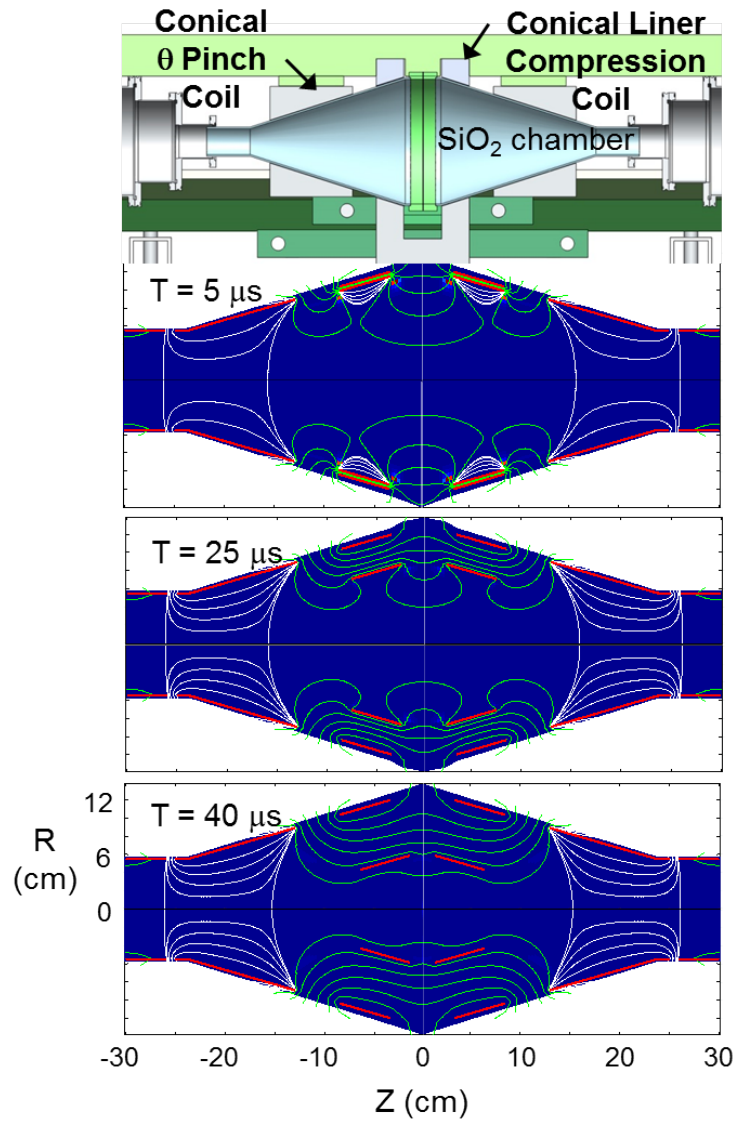 Conical
θ Pinch
Coil
Conical Liner
Compression
Coil
SiO₂ chamber
T = 5 μs
T = 25 μs
T = 40 μs
12
R
6
(cm)
0
-30
-20
-10
0
10
20
30
Z (cm)